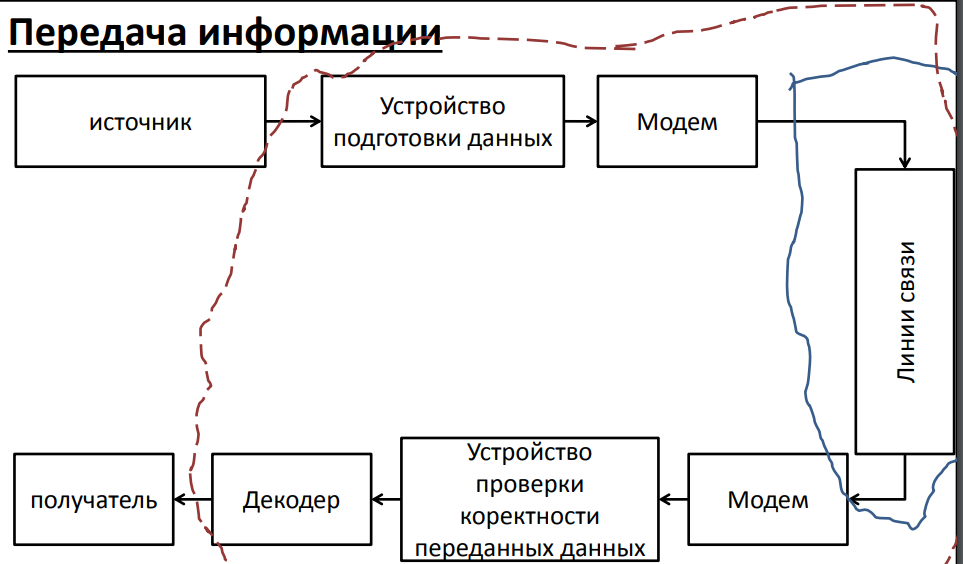 Передача информации
источник
Устройство
подготовки данных
Модем
Линии связи
Модем
Устройство
проверки
коректности
переданных данных
Декодер
получатель